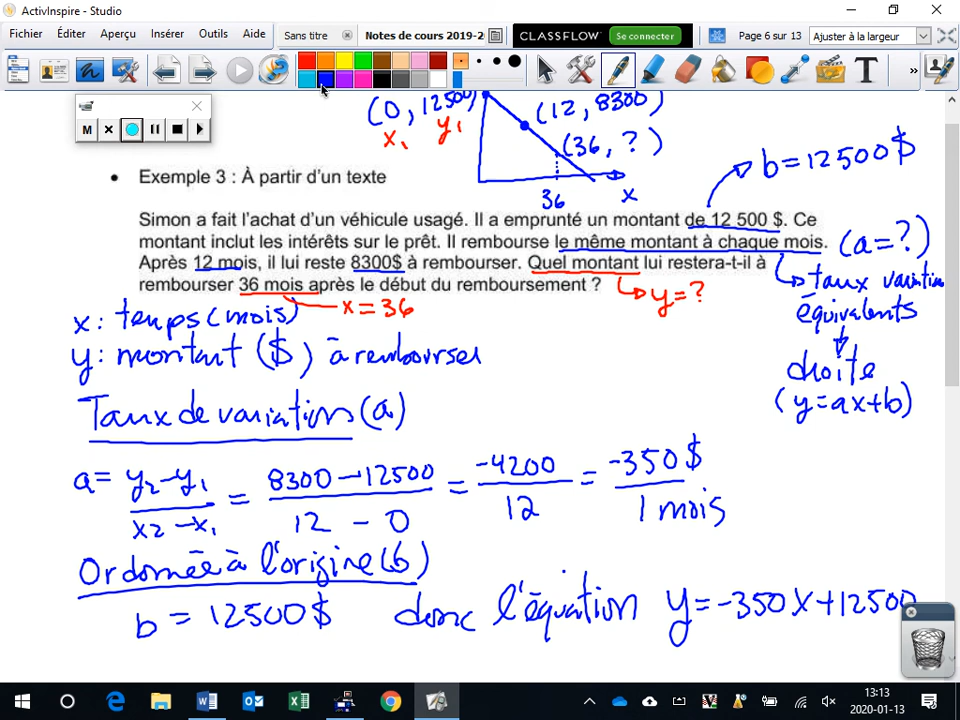 ActivInspire - Studio
Fichier Éditer Aperçu Insérer Outils Aide Sans titre Notes de cours 2019-2 CLASSFLOW Se connecter Page 6 sur 13 Ajuster à la largeur
M
(0, 12500) (12, 8300)
x1 y1 (36, ?)
36 x
b = 12500 $
• Exemple 3 : À partir d'un texte
Simon a fait l'achat d'un véhicule usagé. Il a emprunté un montant de 12 500 $. Ce
montant inclut les intérêts sur le prêt. Il rembourse le même montant à chaque mois.
Après 12 mois, il lui reste 8300$ à rembourser. Quel montant lui restera-t-il à
rembourser 36 mois après le début du remboursement ?
(a = ?)
taux variation
équivalents
droite
(y = ax+b)
x = 36 y = ?
x : temps (mois)
y : montant ($) à rembourser
Taux de variation (a)
a = y2-y1 / x2-x1 = 8300-12500 / 12 - 0 = -4200 / 12 = -350 $ / 1 mois
Ordonnée à l'origine (b)
b = 12500 $ donc l'équation y = -350x+12500
13:13
2020-01-13